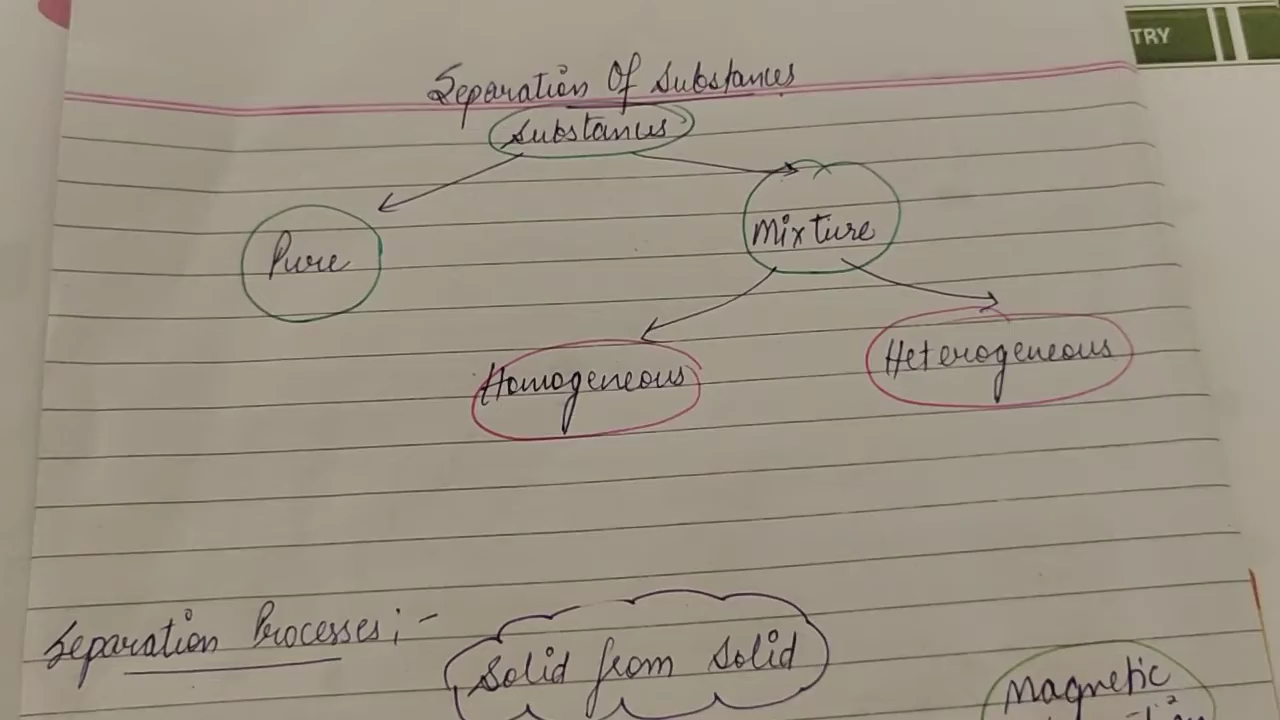 TRY
Separation Of Substances
Substances
Pure
Mixture
Homogeneous
Heterogeneous
Separation Processes:-
Solid from Solid
Magnetic